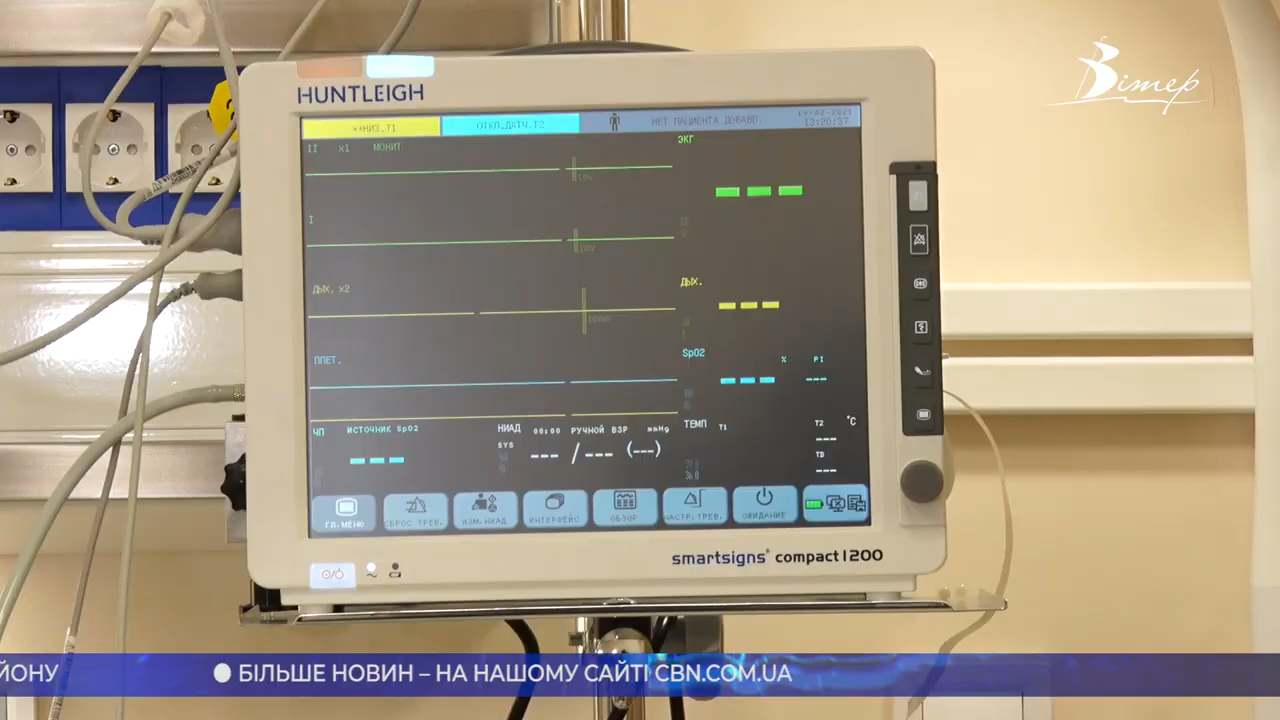 Вітер
HUNTLEIGH
**НИЗ.T1
ОТКЛ.ДАТЧ.T2
НЕТ ПАЦИЕНТА ДОБАВЛ.
13:20:37
II x1 МОНИТ
ЭКГ
I
ДЫХ. x2
ДЫХ.
ПЛЕТ.
SpO2
%
PI
---
ЧП
ИСТОЧНИК SpO2
НИАД
00:00
РУЧНОЙ
ВЗР
mmHg
SYS
--- / --- (---)
ТЕМП
T1
T2
°C
---
TD
---
ГЛ.МЕНЮ
СБРОС ТРЕВ.
ИЗМ.НИАД
ИНТЕРФЕЙС
ОБЗОР
НАСТР.ТРЕВ.
ОЖИДАНИЕ
smartsigns® compact 1200
ЙОНУ
БІЛЬШЕ НОВИН – НА НАШОМУ САЙТІ CBN.COM.UA